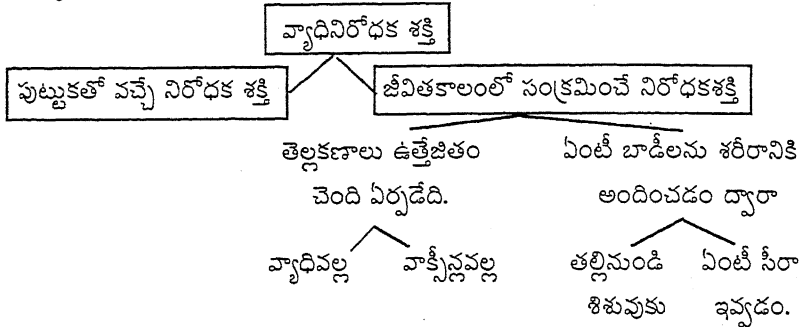 వ్యాధినిరోధక శక్తి
పుట్టుకతో వచ్చే నిరోధక శక్తి
జీవితకాలంలో సంక్రమించే నిరోధకశక్తి
తెల్లకణాలు ఉత్తేజితం
చెంది ఏర్పడేది.
ఏంటీ బాడీలను శరీరానికి
అందించడం ద్వారా
వ్యాధివల్ల
వాక్సీన్లవల్ల
తల్లినుండి
శిశువుకు
ఏంటీ సీరా
ఇవ్వడం.